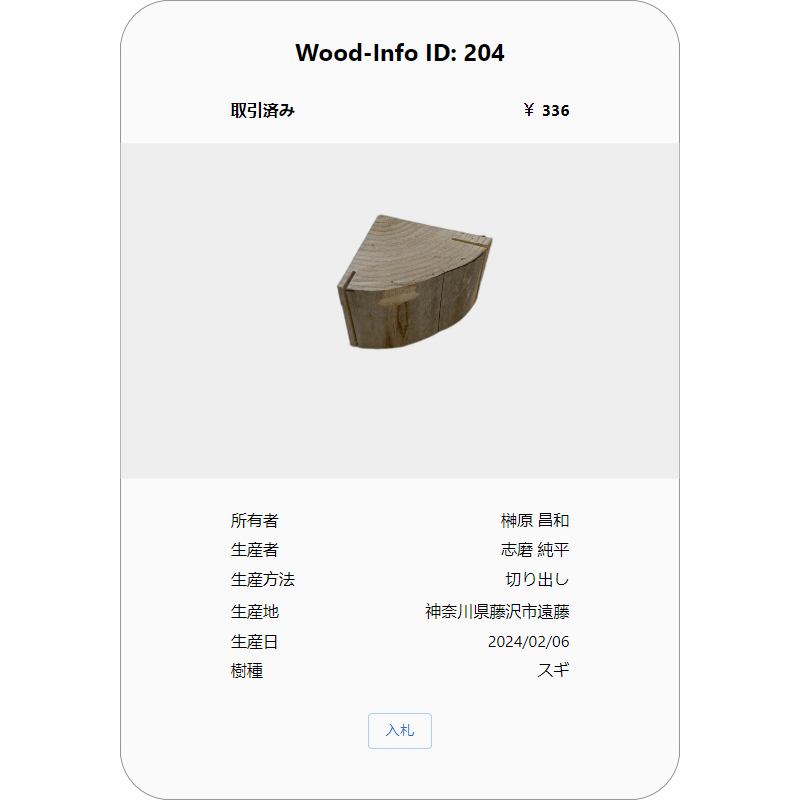 Wood-Info ID: 204
取引済み ￥ 336
所有者 榊原 昌和
生産者 志磨 純平
生産方法 切り出し
生産地 神奈川県藤沢市遠藤
生産日 2024/02/06
樹種 スギ
入札